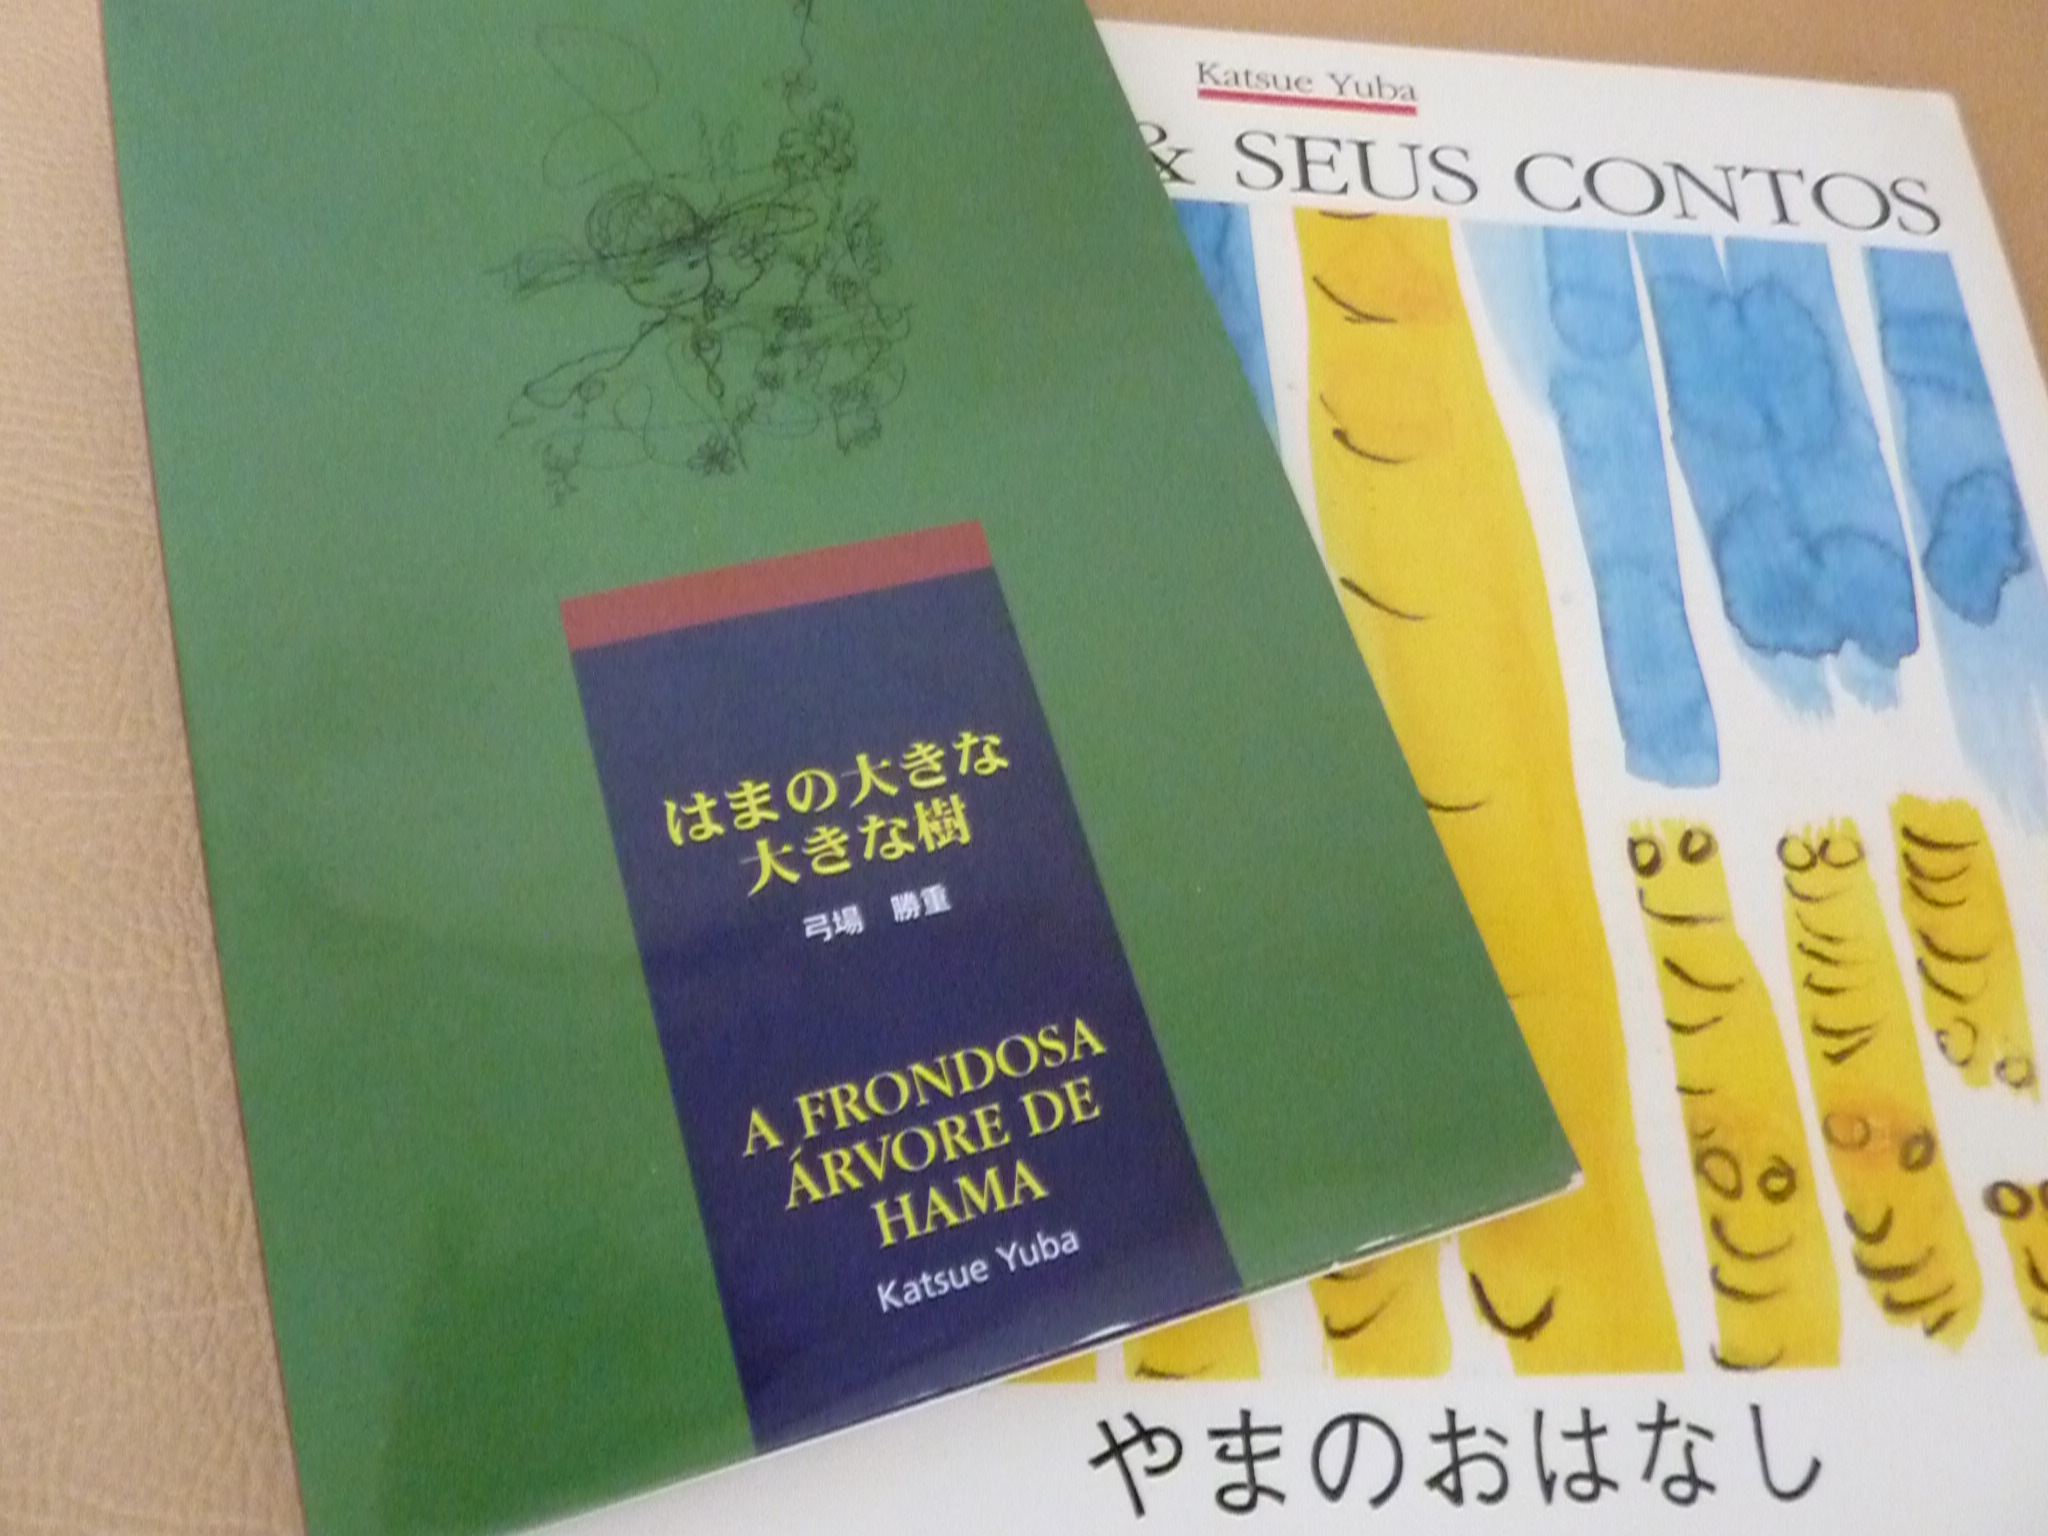 はまの大きな
大きな樹
弓場 勝重
A FRONDOSA
ÁRVORE DE
HAMA
Katsue Yuba
Katsue Yuba
& SEUS CONTOS
やまのおはなし